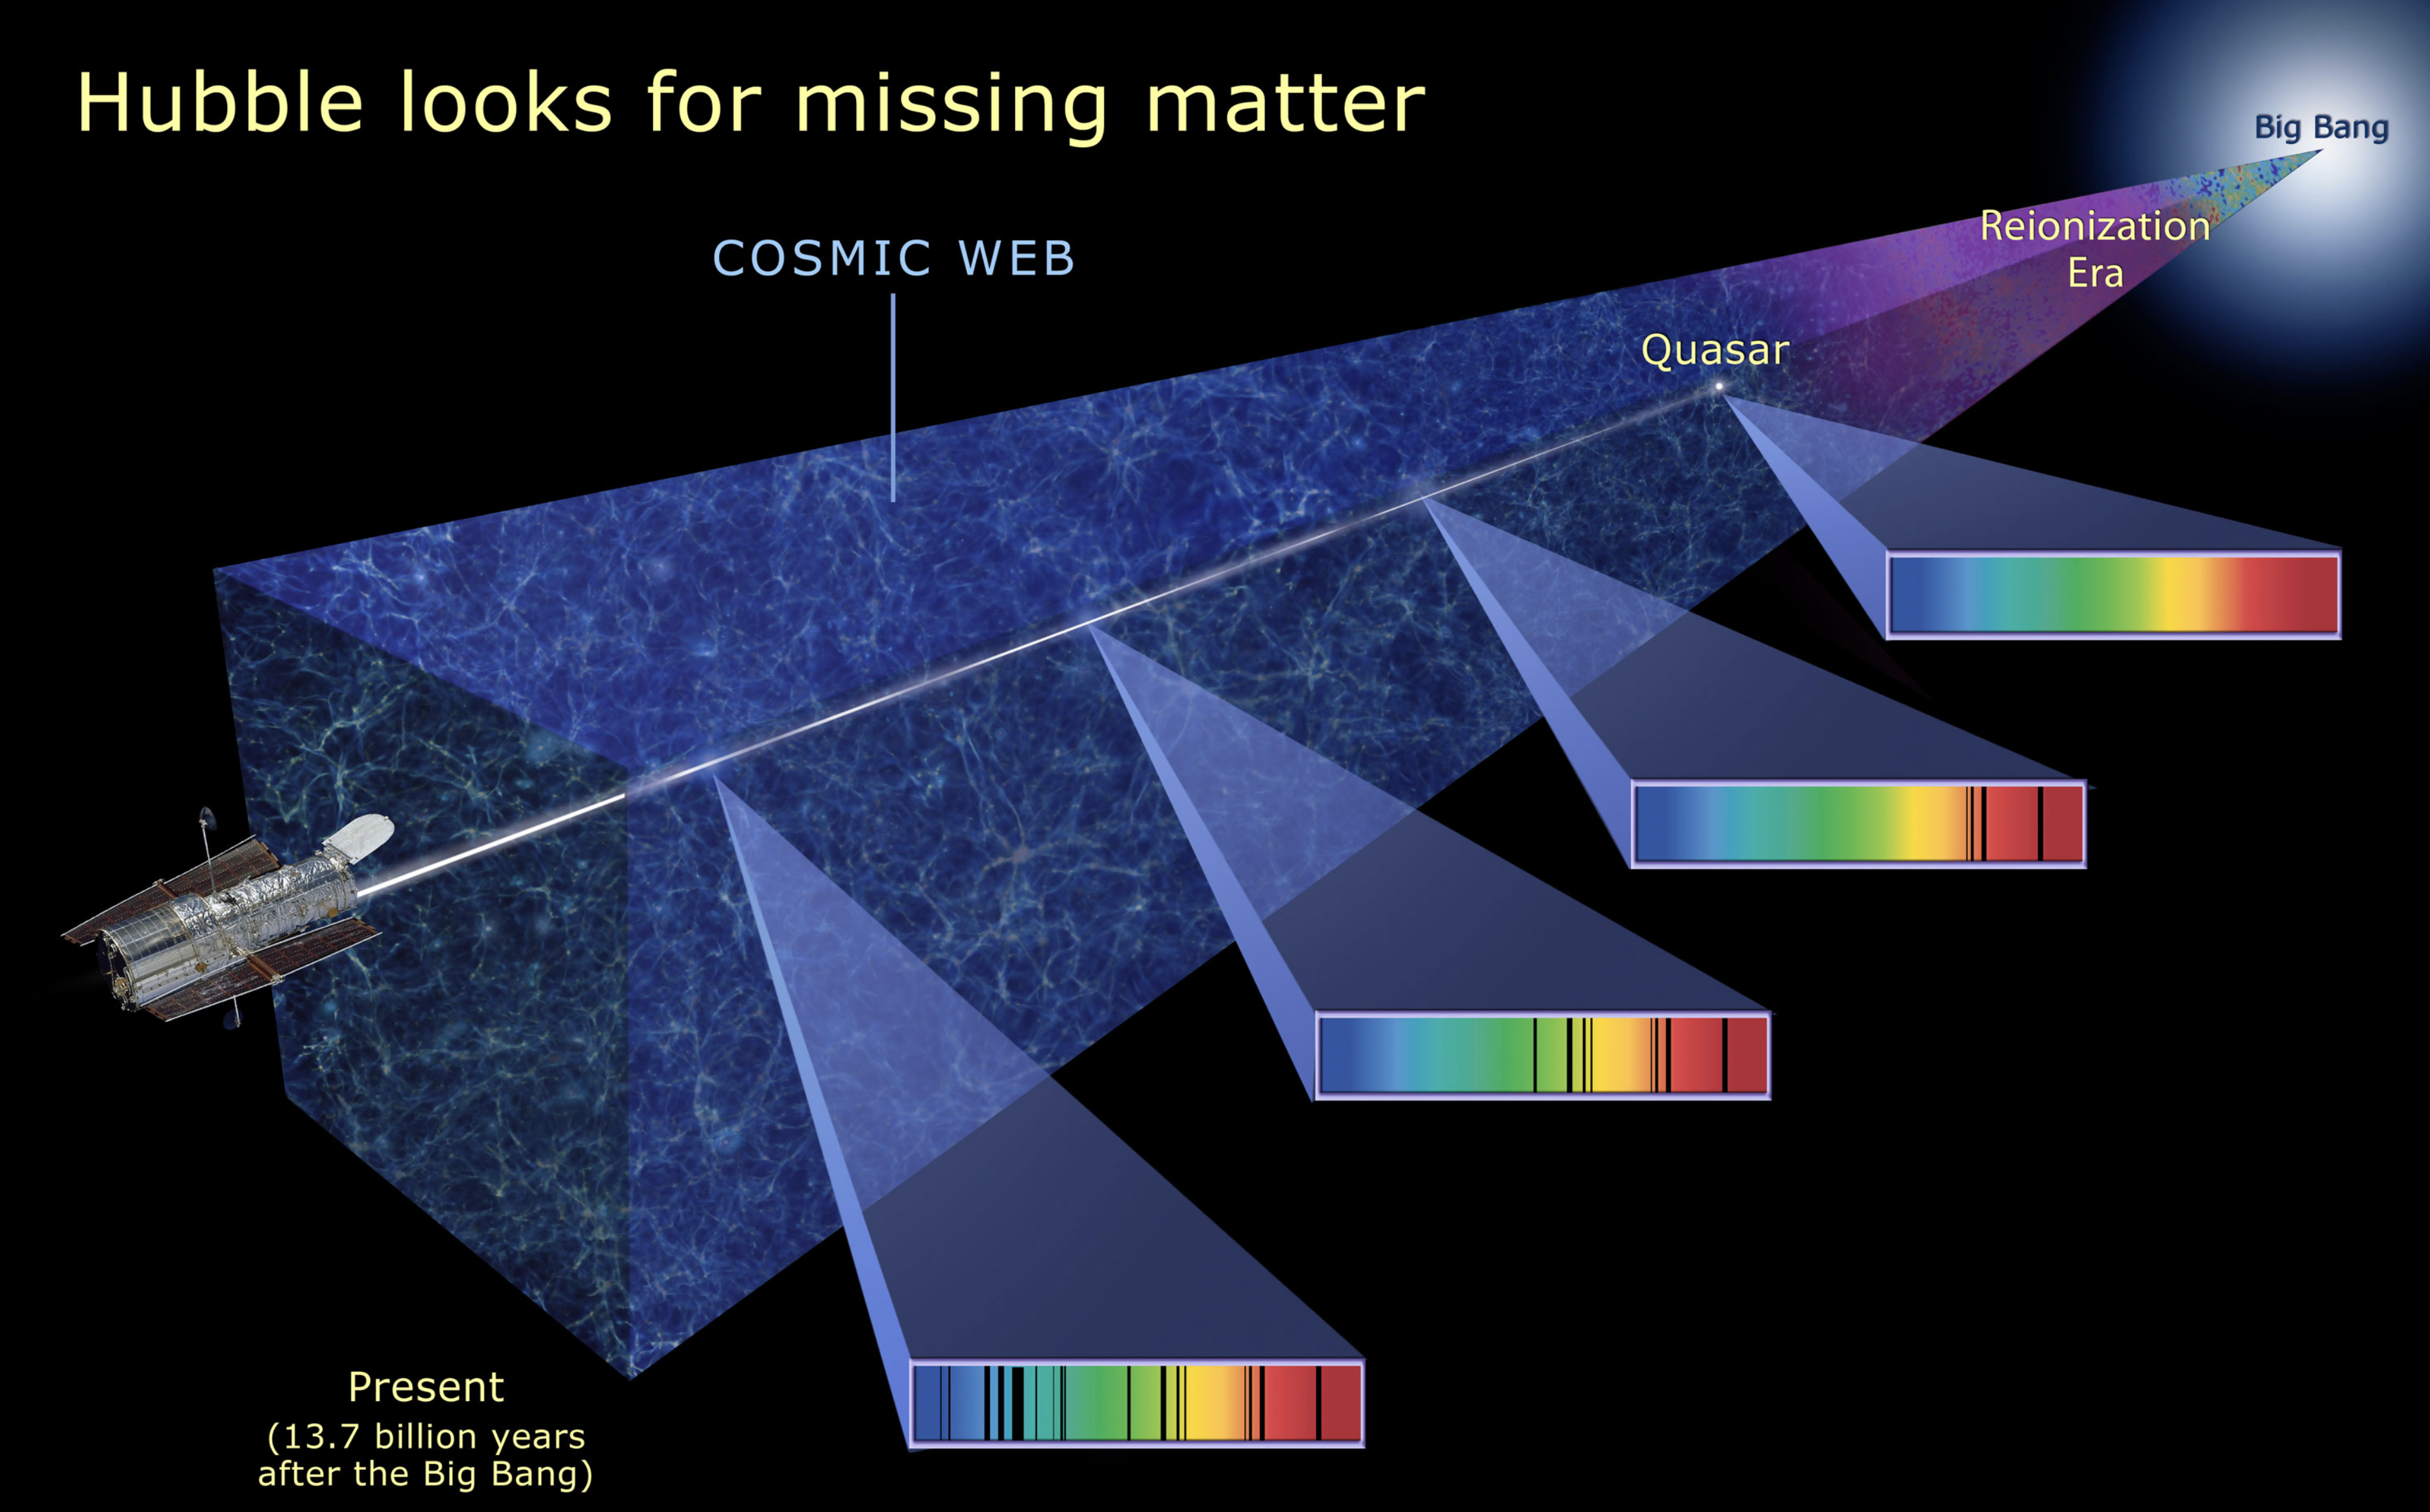 Hubble looks for missing matter
Big Bang
Reionization
Era
COSMIC WEB
Quasar
Present
(13.7 billion years
after the Big Bang)